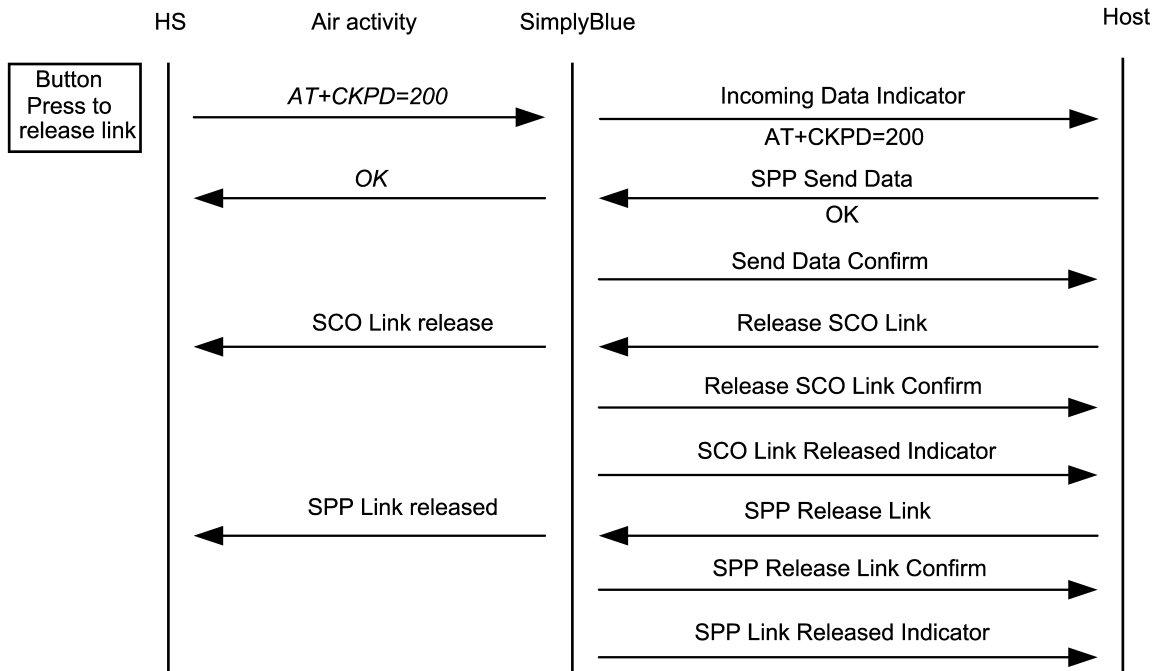 HS Air activity SimplyBlue Host
Button
Press to
release link
AT+CKPD=200
Incoming Data Indicator
AT+CKPD=200
OK
SPP Send Data
OK
Send Data Confirm
SCO Link release
Release SCO Link
Release SCO Link Confirm
SCO Link Released Indicator
SPP Link released
SPP Release Link
SPP Release Link Confirm
SPP Link Released Indicator